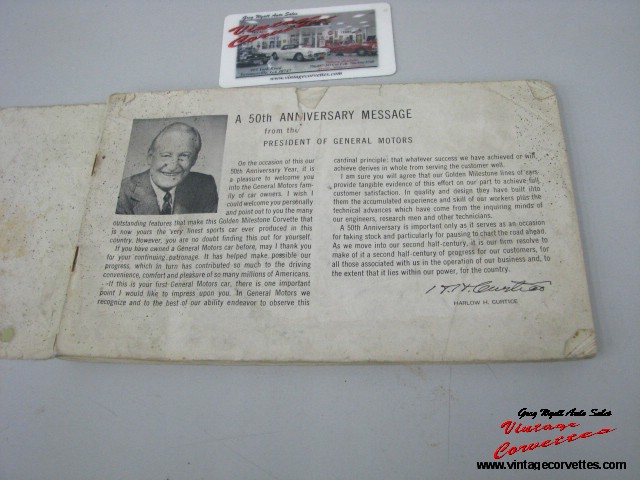 Greg Wyatt Auto Sales
Vintage
Corvettes
www.vintagecorvettes.com
A 50th ANNIVERSARY MESSAGE
from the
PRESIDENT OF GENERAL MOTORS
On the occasion of this our
50th Anniversary Year, it is
a pleasure to welcome you
into the General Motors fam-
ily of car owners. I wish I
could welcome you personally
and point out to you the many
outstanding features that make this Golden Milestone Corvette that
is now yours the very finest sports car ever produced in this
country. However, you are no doubt finding this out for yourself.
If you have owned a General Motors car before, may I thank you
for your continuing patronage. It has helped make possible our
progress, which in turn has contributed so much to the driving
convenience, comfort and pleasure of so many millions of Americans.
If this is your first General Motors car, there is one important
point I would like to impress upon you. In General Motors we
recognize and to the best of our ability endeavor to observe this
cardinal principle: that whatever success we have achieved or will
achieve derives in whole from serving the customer well.
I am sure you will agree that our Golden Milestone lines of cars
provide tangible evidence of this effort on our part to achieve full
customer satisfaction. In quality and design they have built into
them the accumulated experience and skill of our workers plus the
technical advances which have come from the inquiring minds of
our engineers, research men and other technicians.
A 50th Anniversary is important only as it serves as an occasion
for taking stock and particularly for pausing to chart the road ahead.
As we move into our second half-century, it is our firm resolve to
make of it a second half-century of progress for our customers, for
all those associated with us in the operation of our business and, to
the extent that it lies within our power, for the country.
H. H. Curtice
HARLOW H. CURTICE
Greg Wyatt Auto Sales
Vintage
Corvettes
www.vintagecorvettes.com